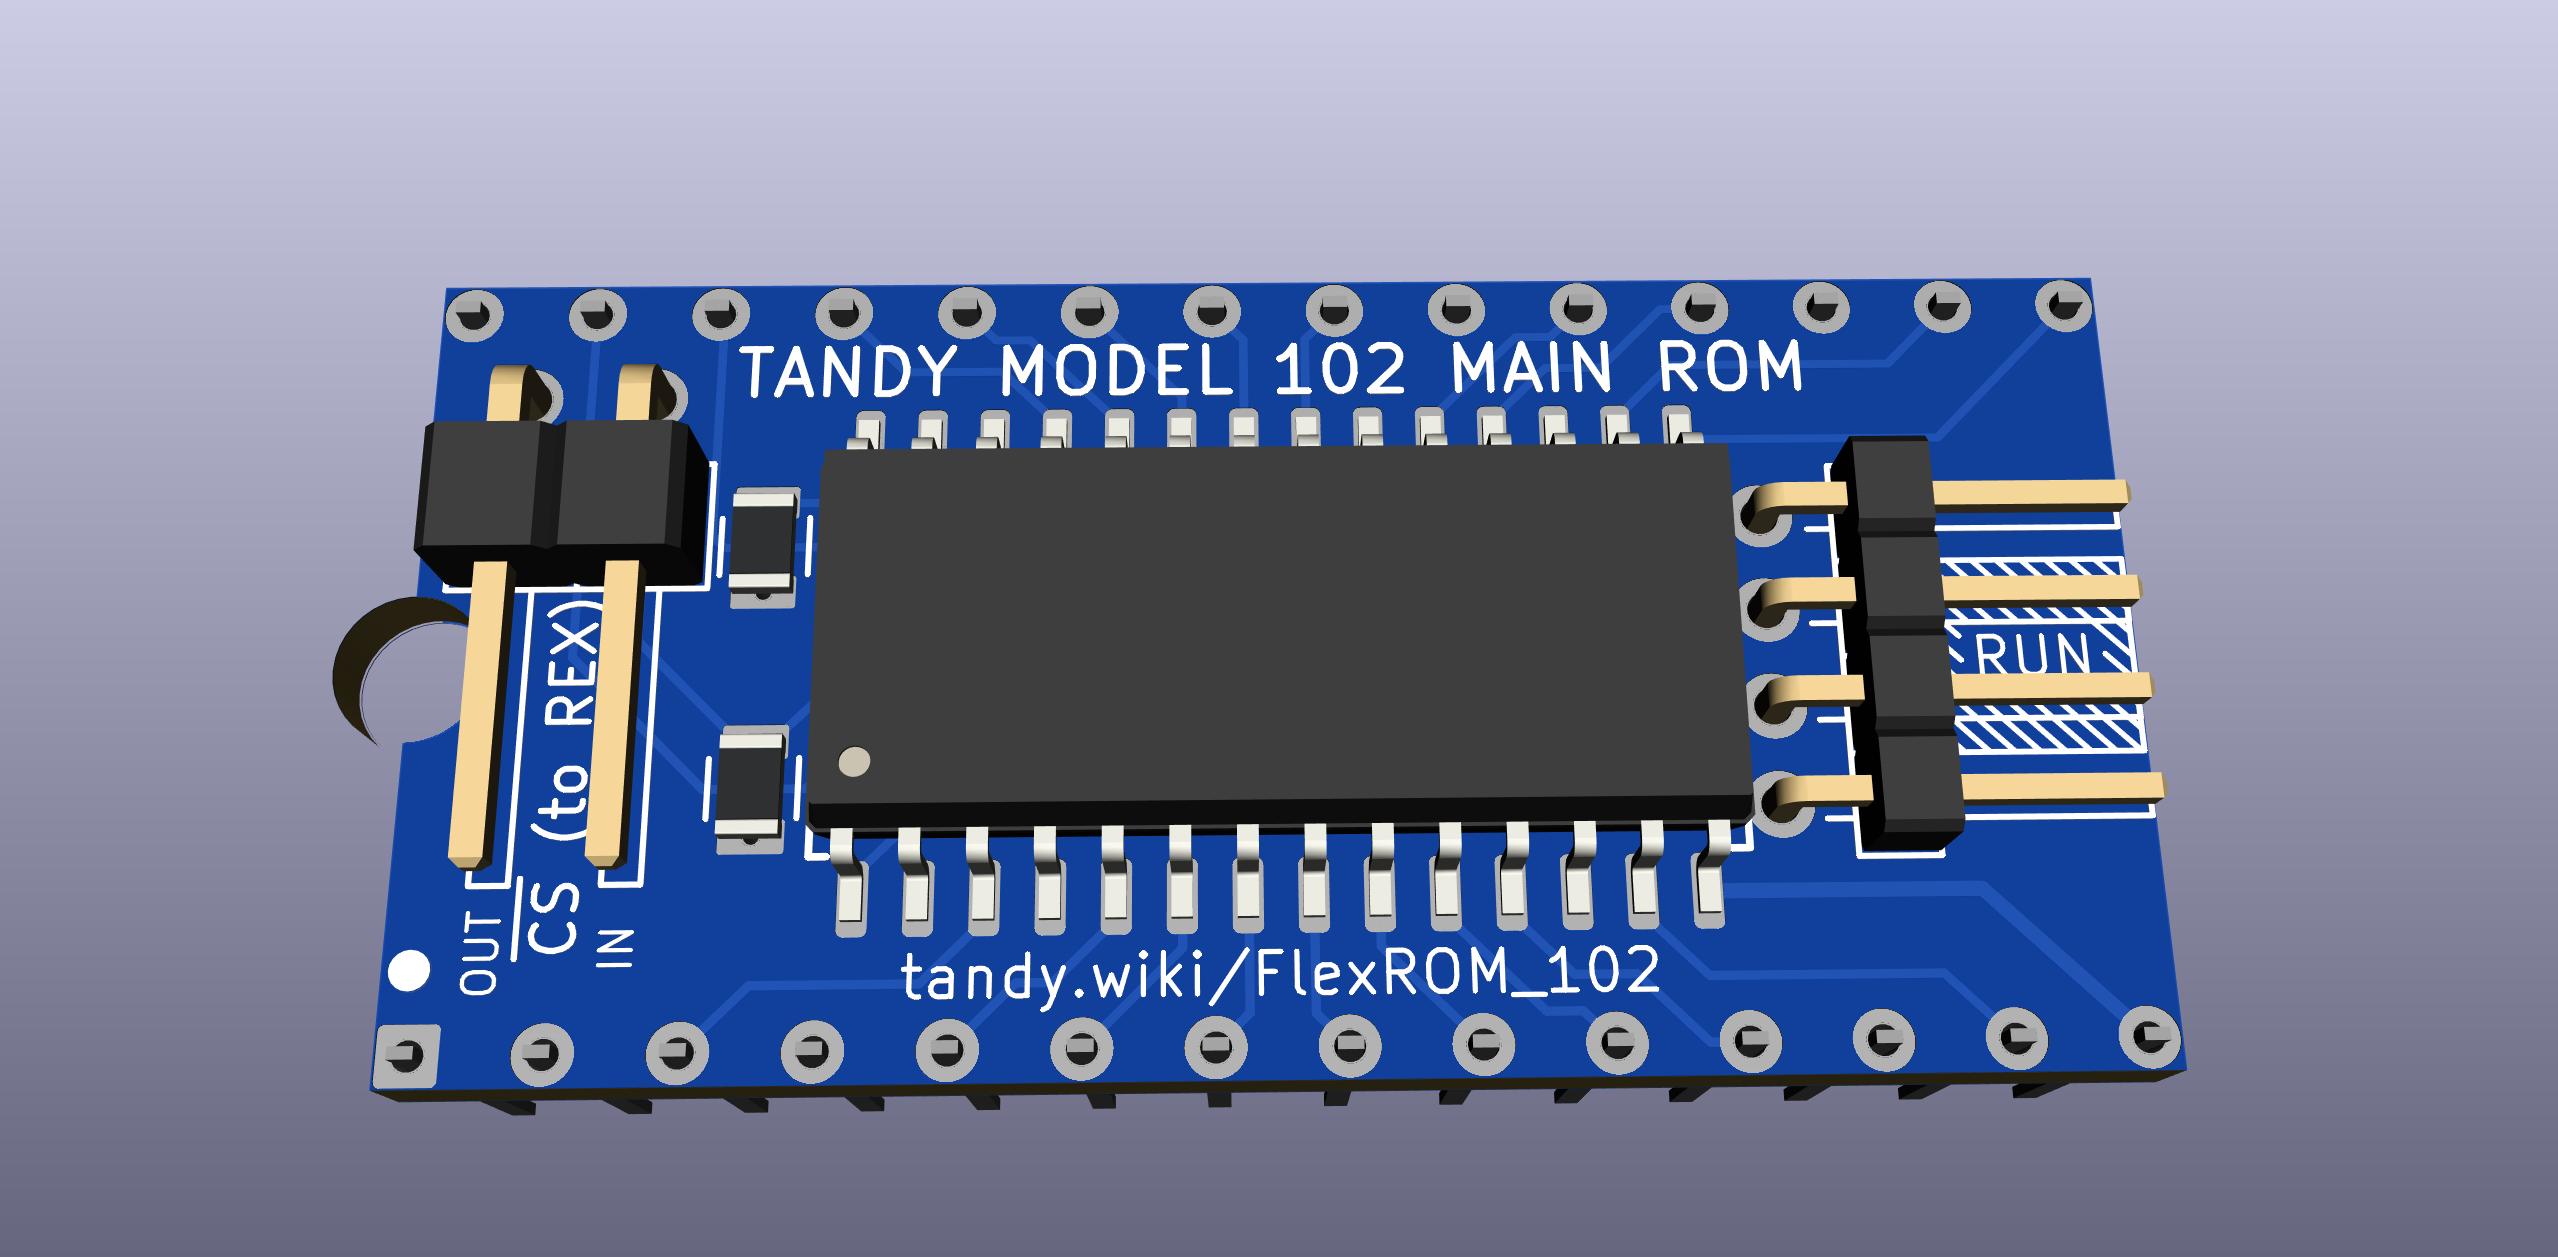 TANDY MODEL 102 MAIN ROM
RUN
OUT
CS (to REX)
IN
tandy.wiki/FlexROM_102